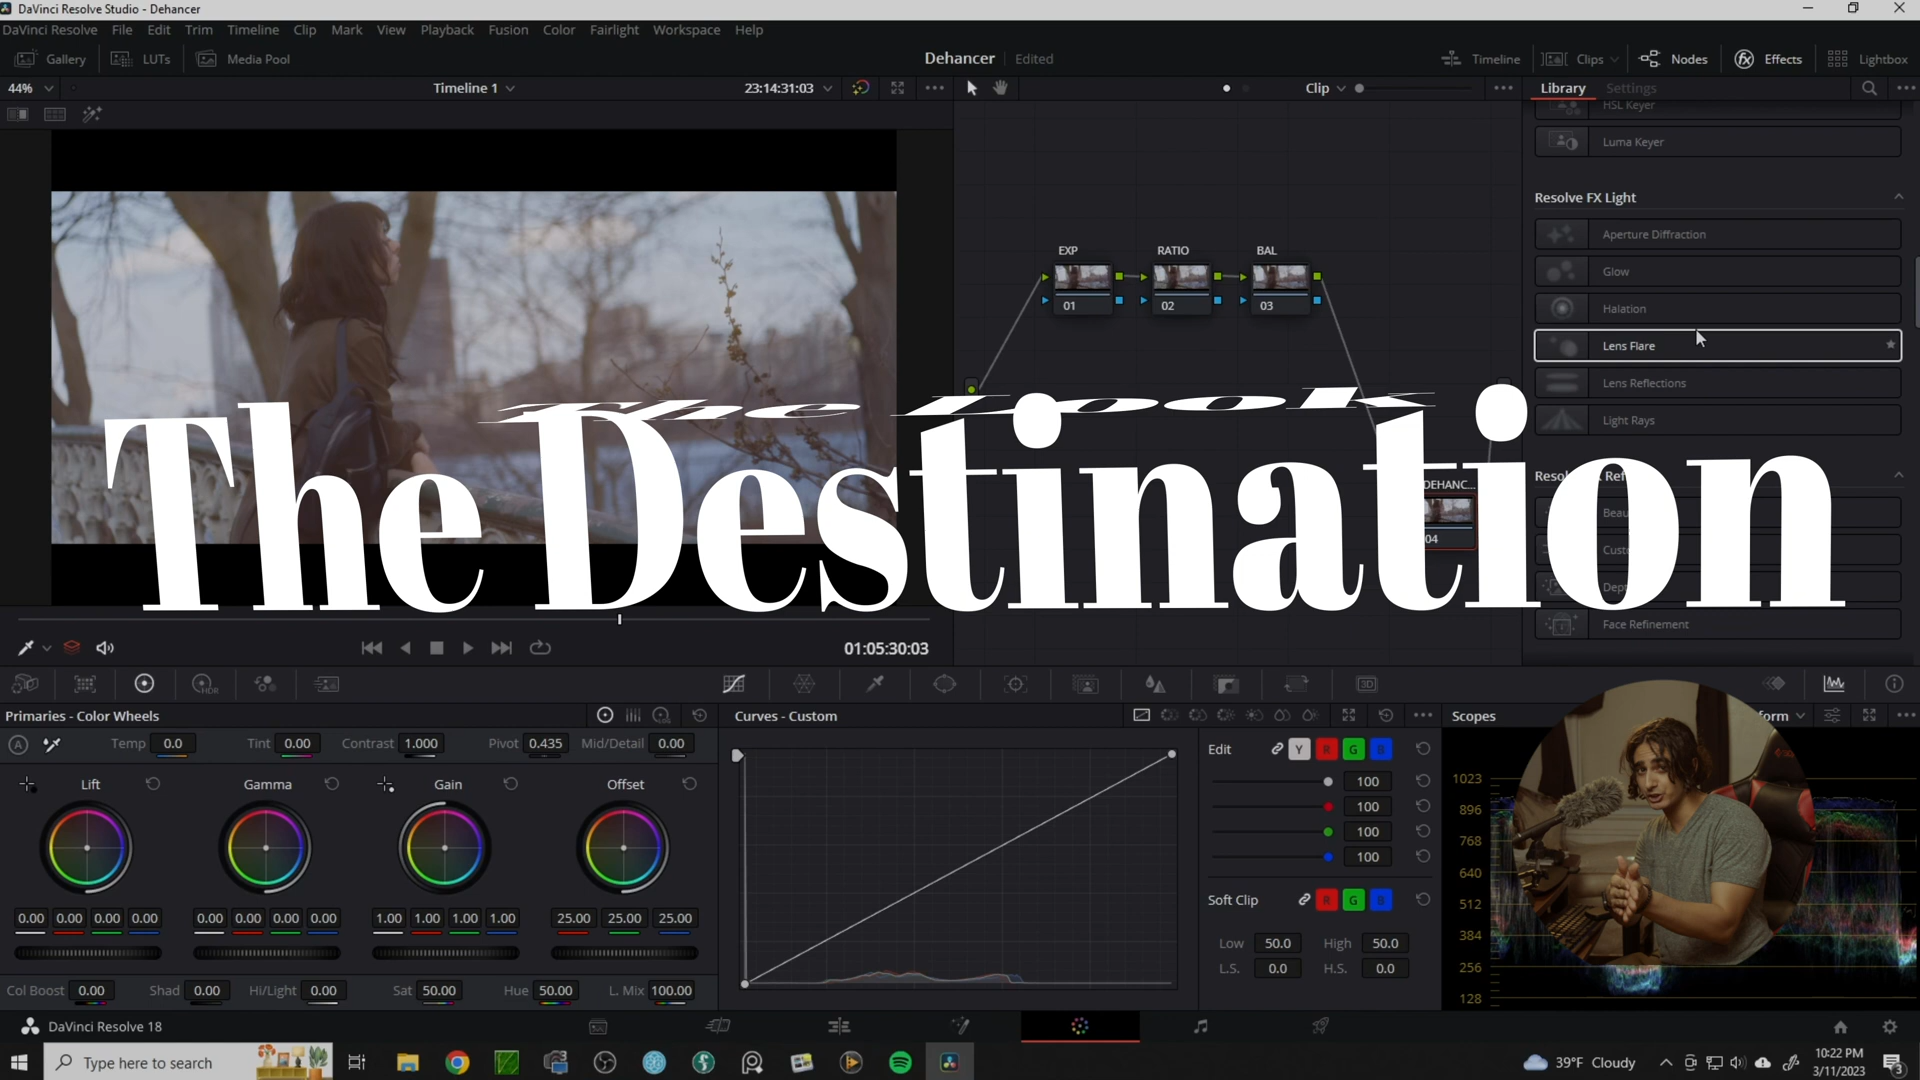 DaVinci Resolve Studio - Dehancer
DaVinci Resolve File Edit Trim Timeline Clip Mark View Playback Fusion Color Fairlight Workspace Help
Gallery LUTs Media Pool Dehancer Edited Timeline Clips Nodes Effects Lightbox
44% Timeline 1 23:14:31:03 Clip Library Settings
HSL Keyer
Luma Keyer
Resolve FX Light
Aperture Diffraction
Glow
Halation
Lens Flare
Lens Reflections
Light Rays
Face Refinement
EXP RATIO BAL
01 02 03
DEHANC...
04
The Look
The Destination
01:05:30:03
HDR
3D
Primaries - Color Wheels
Temp 0.0 Tint 0.00 Contrast 1.000 Pivot 0.435 Mid/Detail 0.00
Lift Gamma Gain Offset
0.00 0.00 0.00 0.00 0.00 0.00 0.00 0.00 1.00 1.00 1.00 1.00 25.00 25.00 25.00
Col Boost 0.00 Shad 0.00 Hi/Light 0.00 Sat 50.00 Hue 50.00 L. Mix 100.00
Curves - Custom
Edit Y R G B
100
100
100
100
Soft Clip R G B
Low 50.0 High 50.0
L.S. 0.0 H.S. 0.0
Scopes
1023
896
768
640
512
384
256
128
DaVinci Resolve 18
Type here to search
39°F Cloudy
10:22 PM
3/11/2023
3